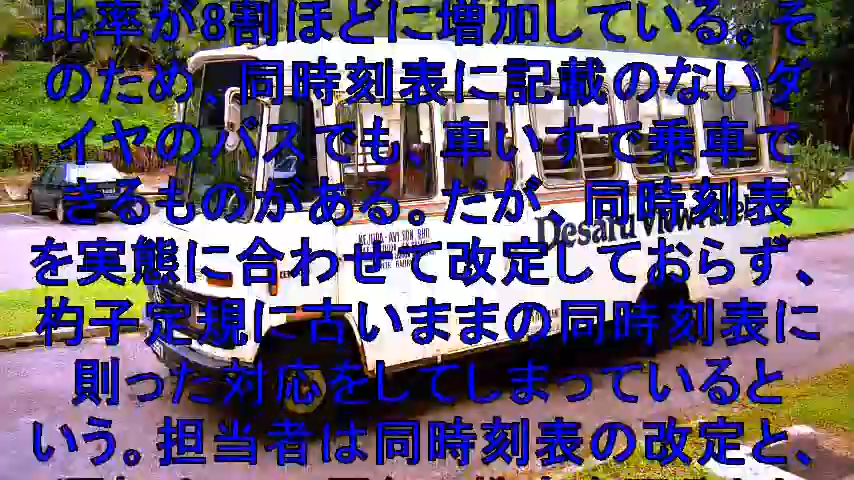 比率が8割ほどに増加している。そ
のため、同時刻表に記載のないダ
イヤのバスでも、車いすで乗車で
きるものがある。だが、同時刻表
を実態に合わせて改定しておらず、
杓子定規に古いままの同時刻表に
則った対応をしてしまっていると
いう。担当者は同時刻表の改定と、
Desaru View